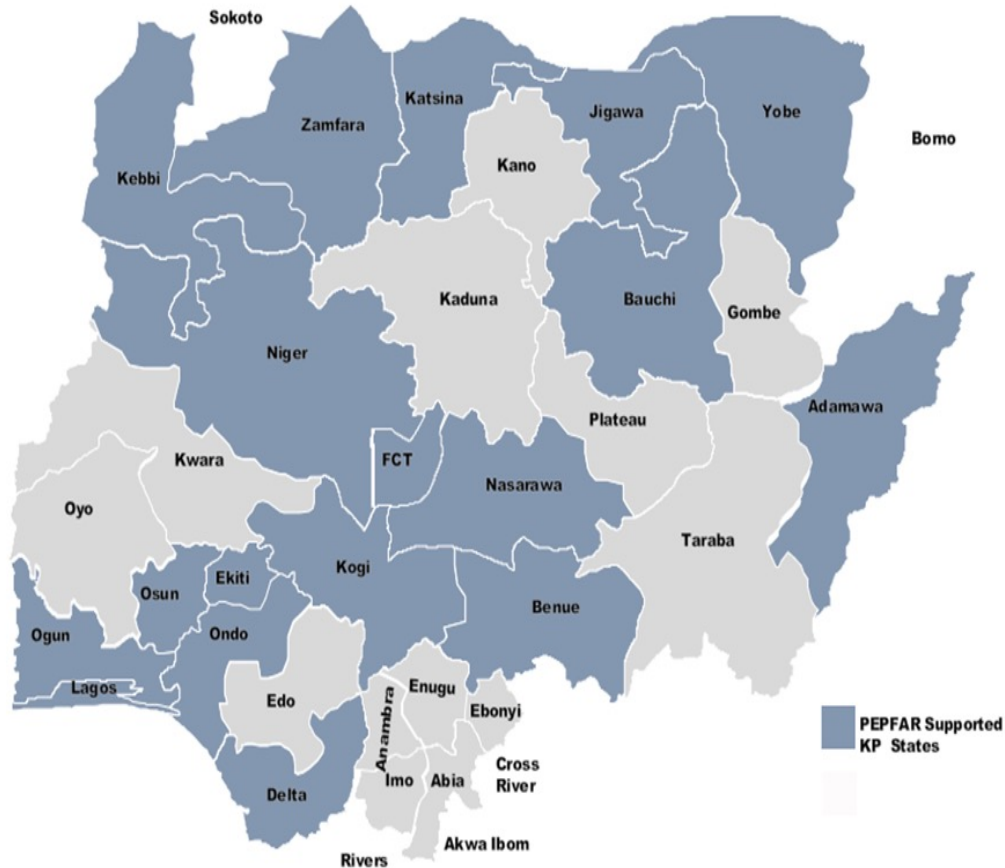 Sokoto
Katsina
Zamfara
Jigawa
Yobe
Borno
Kano
Kebbi
Kaduna
Bauchi
Gombe
Niger
Adamawa
Plateau
Kwara
FCT
Nasarawa
Oyo
Taraba
Kogi
Ekiti
Osun
Benue
Ogun
Ondo
Lagos
Enugu
Edo
Anambra
Ebonyi
PEPFAR Supported
KP States
Cross
River
Imo
Abia
Delta
Akwa Ibom
Rivers